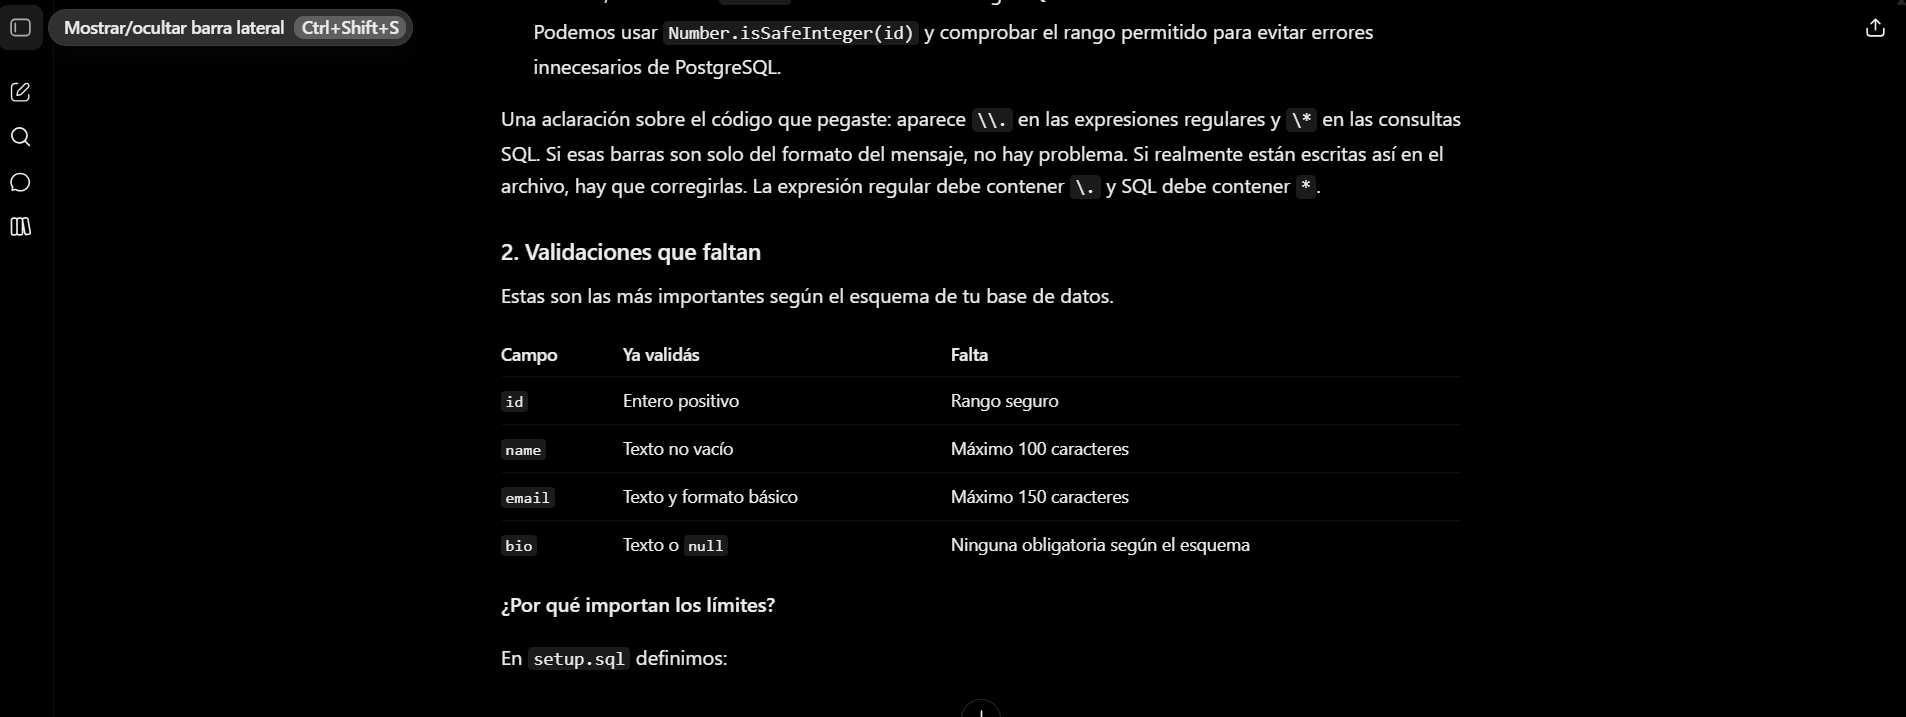 Mostrar/ocultar barra lateral Ctrl+Shift+S
Podemos usar Number.isSafeInteger(id) y comprobar el rango permitido para evitar errores
innecesarios de PostgreSQL.
Una aclaración sobre el código que pegaste: aparece \\. en las expresiones regulares y \* en las consultas
SQL. Si esas barras son solo del formato del mensaje, no hay problema. Si realmente están escritas así en el
archivo, hay que corregirlas. La expresión regular debe contener \. y SQL debe contener *.
2. Validaciones que faltan
Estas son las más importantes según el esquema de tu base de datos.
Campo Ya validás Falta
id Entero positivo Rango seguro
name Texto no vacío Máximo 100 caracteres
email Texto y formato básico Máximo 150 caracteres
bio Texto o null Ninguna obligatoria según el esquema
¿Por qué importan los límites?
En setup.sql definimos: